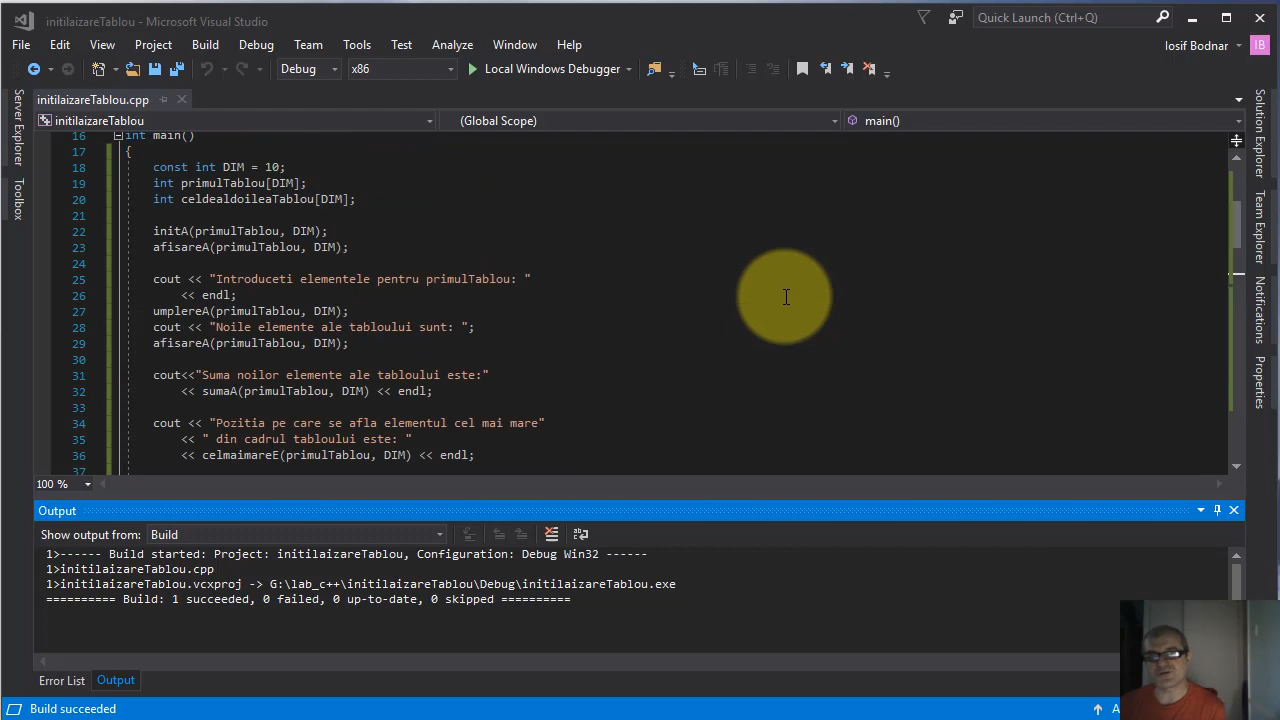 initilaizareTablou - Microsoft Visual Studio
Quick Launch (Ctrl+Q)
File Edit View Project Build Debug Team Tools Test Analyze Window Help
Iosif Bodnar IB
Debug x86 Local Windows Debugger
initilaizareTablou.cpp
initilaizareTablou (Global Scope) main()
Server Explorer
Toolbox
Solution Explorer
Team Explorer
Notifications
Properties
16 int main()
17 {
18 const int DIM = 10;
19 int primulTablou[DIM];
20 int celdealdoileaTablou[DIM];
21
22 initA(primulTablou, DIM);
23 afisareA(primulTablou, DIM);
24
25 cout << "Introduceti elementele pentru primulTablou: "
26 << endl;
27 umplereA(primulTablou, DIM);
28 cout << "Noile elemente ale tabloului sunt: ";
29 afisareA(primulTablou, DIM);
30
31 cout<<"Suma noilor elemente ale tabloului este:"
32 << sumaA(primulTablou, DIM) << endl;
33
34 cout << "Pozitia pe care se afla elementul cel mai mare"
35 << " din cadrul tabloului este: "
36 << celmaimareE(primulTablou, DIM) << endl;
37
100 %
Output
Show output from: Build
1>------ Build started: Project: initilaizareTablou, Configuration: Debug Win32 ------
1>initilaizareTablou.cpp
1>initilaizareTablou.vcxproj -> G:\lab_c++\initilaizareTablou\Debug\initilaizareTablou.exe
========== Build: 1 succeeded, 0 failed, 0 up-to-date, 0 skipped ==========
Error List Output
Build succeeded